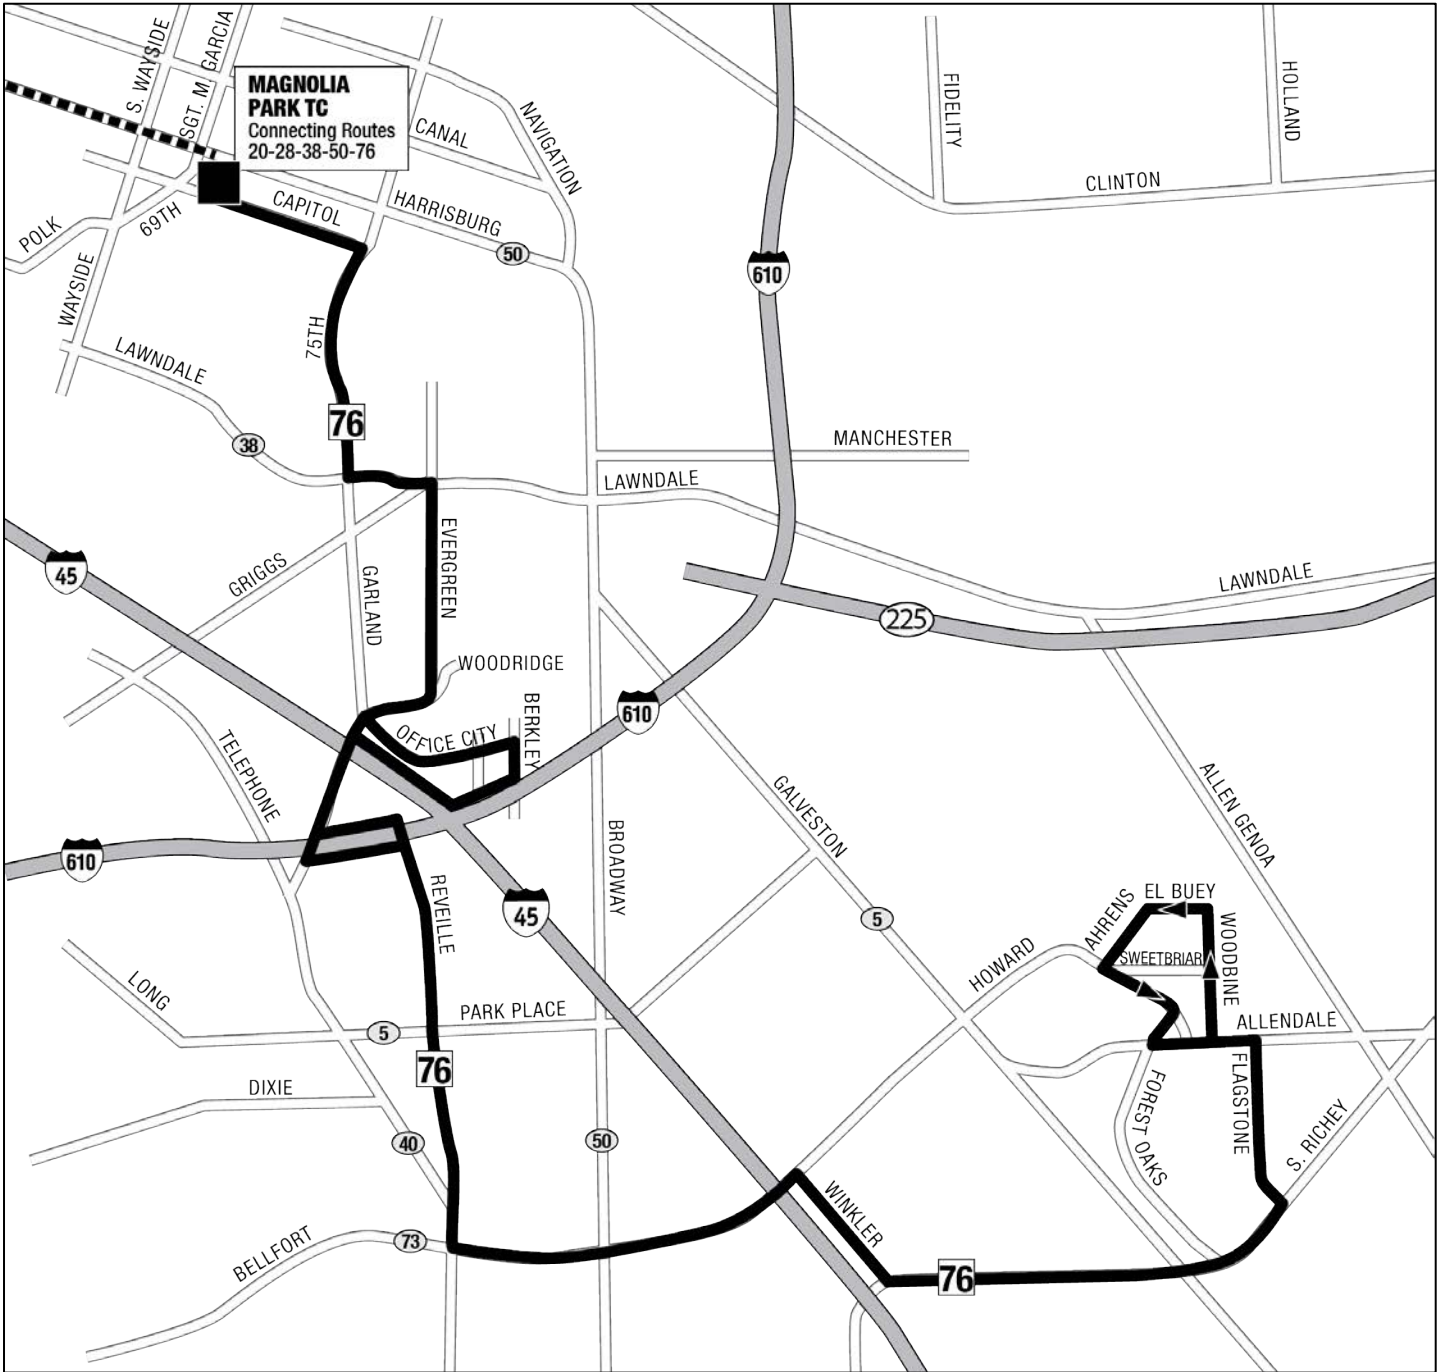 S. WAYSIDE
SGT. M. GARCIA
MAGNOLIA
PARK TC
Connecting Routes
20-28-38-50-76
CANAL
NAVIGATION
FIDELITY
HOLLAND
CLINTON
POLK
69TH
CAPITOL
HARRISBURG
50
610
WAYSIDE
75TH
LAWNDALE
76
38
MANCHESTER
LAWNDALE
EVERGREEN
45
GRIGGS
GARLAND
LAWNDALE
225
WOODRIDGE
BERKLEY
610
OFFICE CITY
TELEPHONE
GALVESTON
ALLEN GENOA
610
BROADWAY
REVEILLE
45
5
AHRENS
EL BUEY
WOODBINE
SWEETBRIAR
HOWARD
LONG
PARK PLACE
5
ALLENDALE
76
DIXIE
FOREST OAKS
FLAGSTONE
S. RICHEY
40
50
WINKLER
BELLFORT
73
76